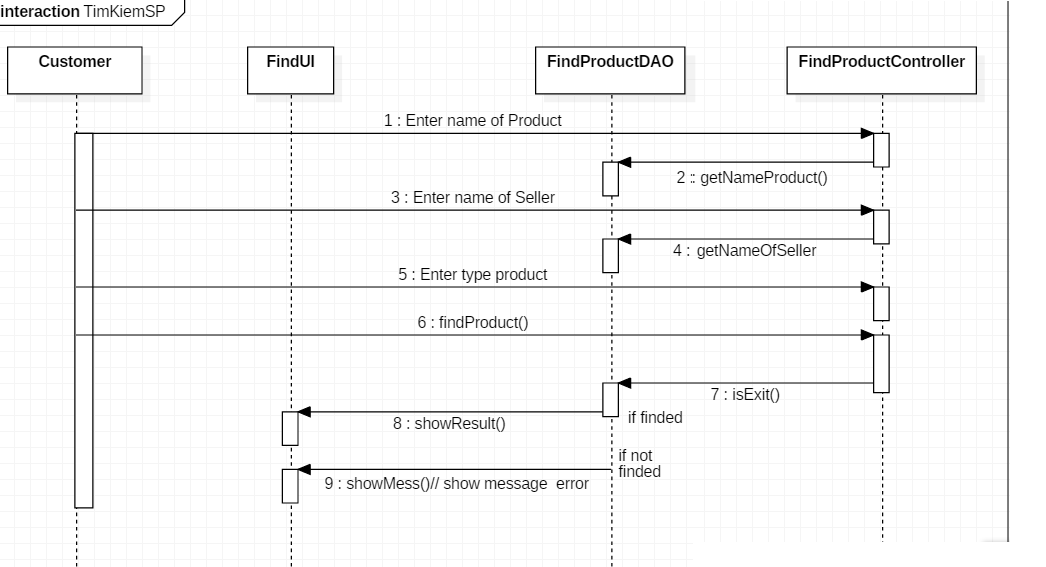 interaction TimKiemSP
Customer
FindUI
FindProductDAO
FindProductController
1 : Enter name of Product
2 :: getNameProduct()
3 : Enter name of Seller
4 : getNameOfSeller
5 : Enter type product
6 : findProduct()
7 : isExit()
8 : showResult()
if finded
if not
finded
9 : showMess()// show message error